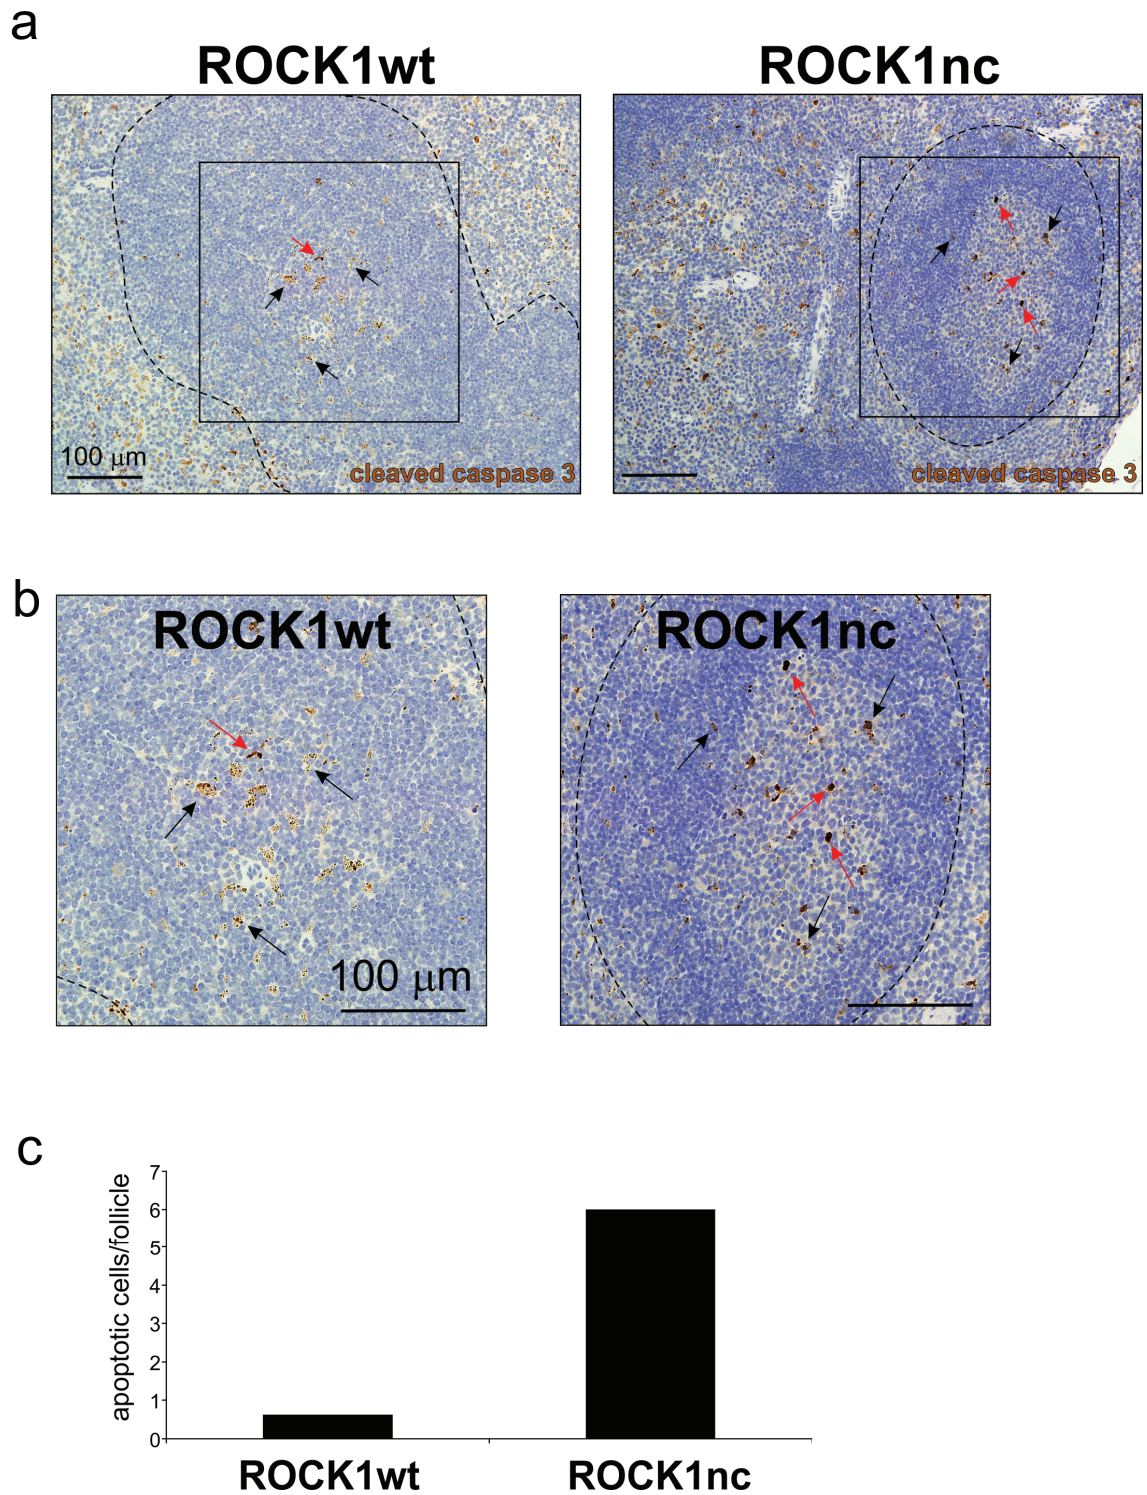 a
ROCK1wt
ROCK1nc
100 μm
cleaved caspase 3
cleaved caspase 3
b
ROCK1wt
ROCK1nc
100 μm
c
apoptotic cells/follicle
7
6
5
4
3
2
1
0
ROCK1wt
ROCK1nc